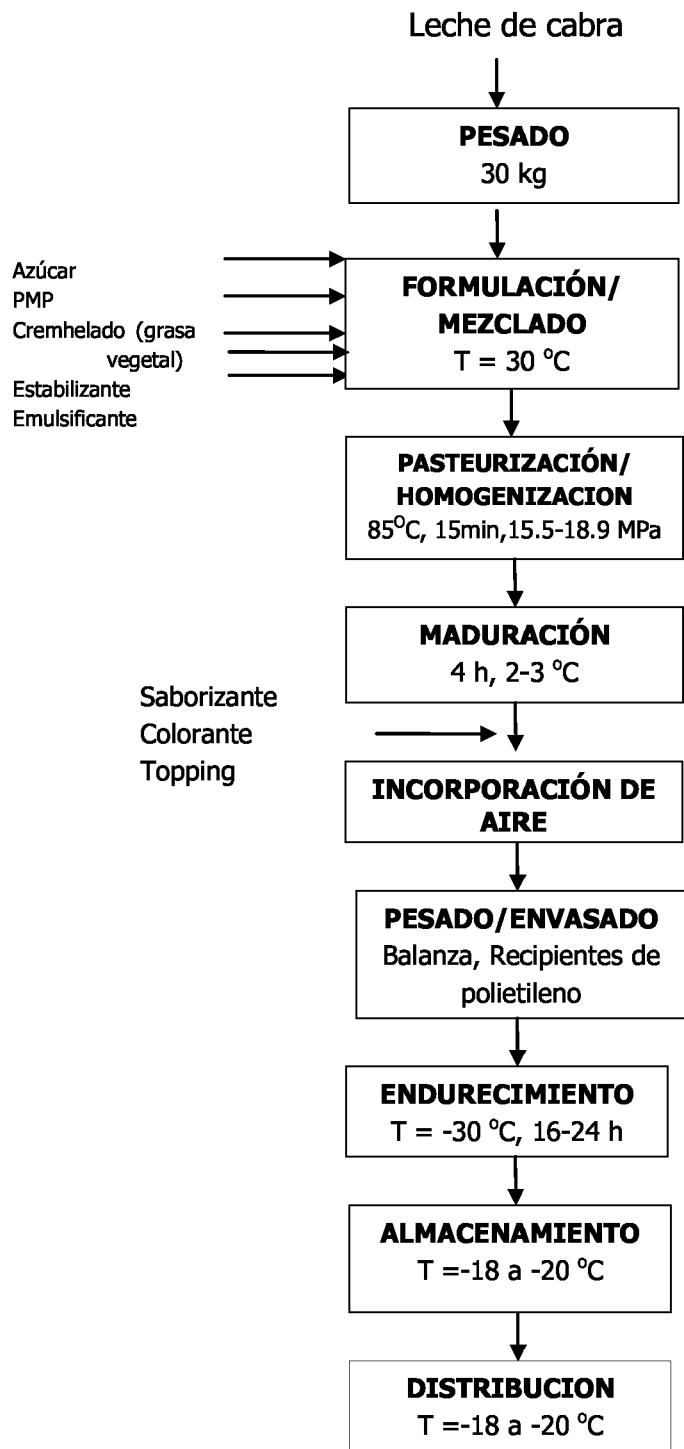 Leche de cabra
PESADO
30 kg
Azúcar
PMP
Cremhelado (grasa
vegetal)
Estabilizante
Emulsificante
FORMULACIÓN/
MEZCLADO
T = 30 °C
PASTEURIZACIÓN/
HOMOGENIZACION
85°C, 15min,15.5-18.9 MPa
MADURACIÓN
4 h, 2-3 °C
Saborizante
Colorante
Topping
INCORPORACIÓN DE
AIRE
PESADO/ENVASADO
Balanza, Recipientes de
polietileno
ENDURECIMIENTO
T = -30 °C, 16-24 h
ALMACENAMIENTO
T =-18 a -20 °C
DISTRIBUCION
T=-18 a -20 °C